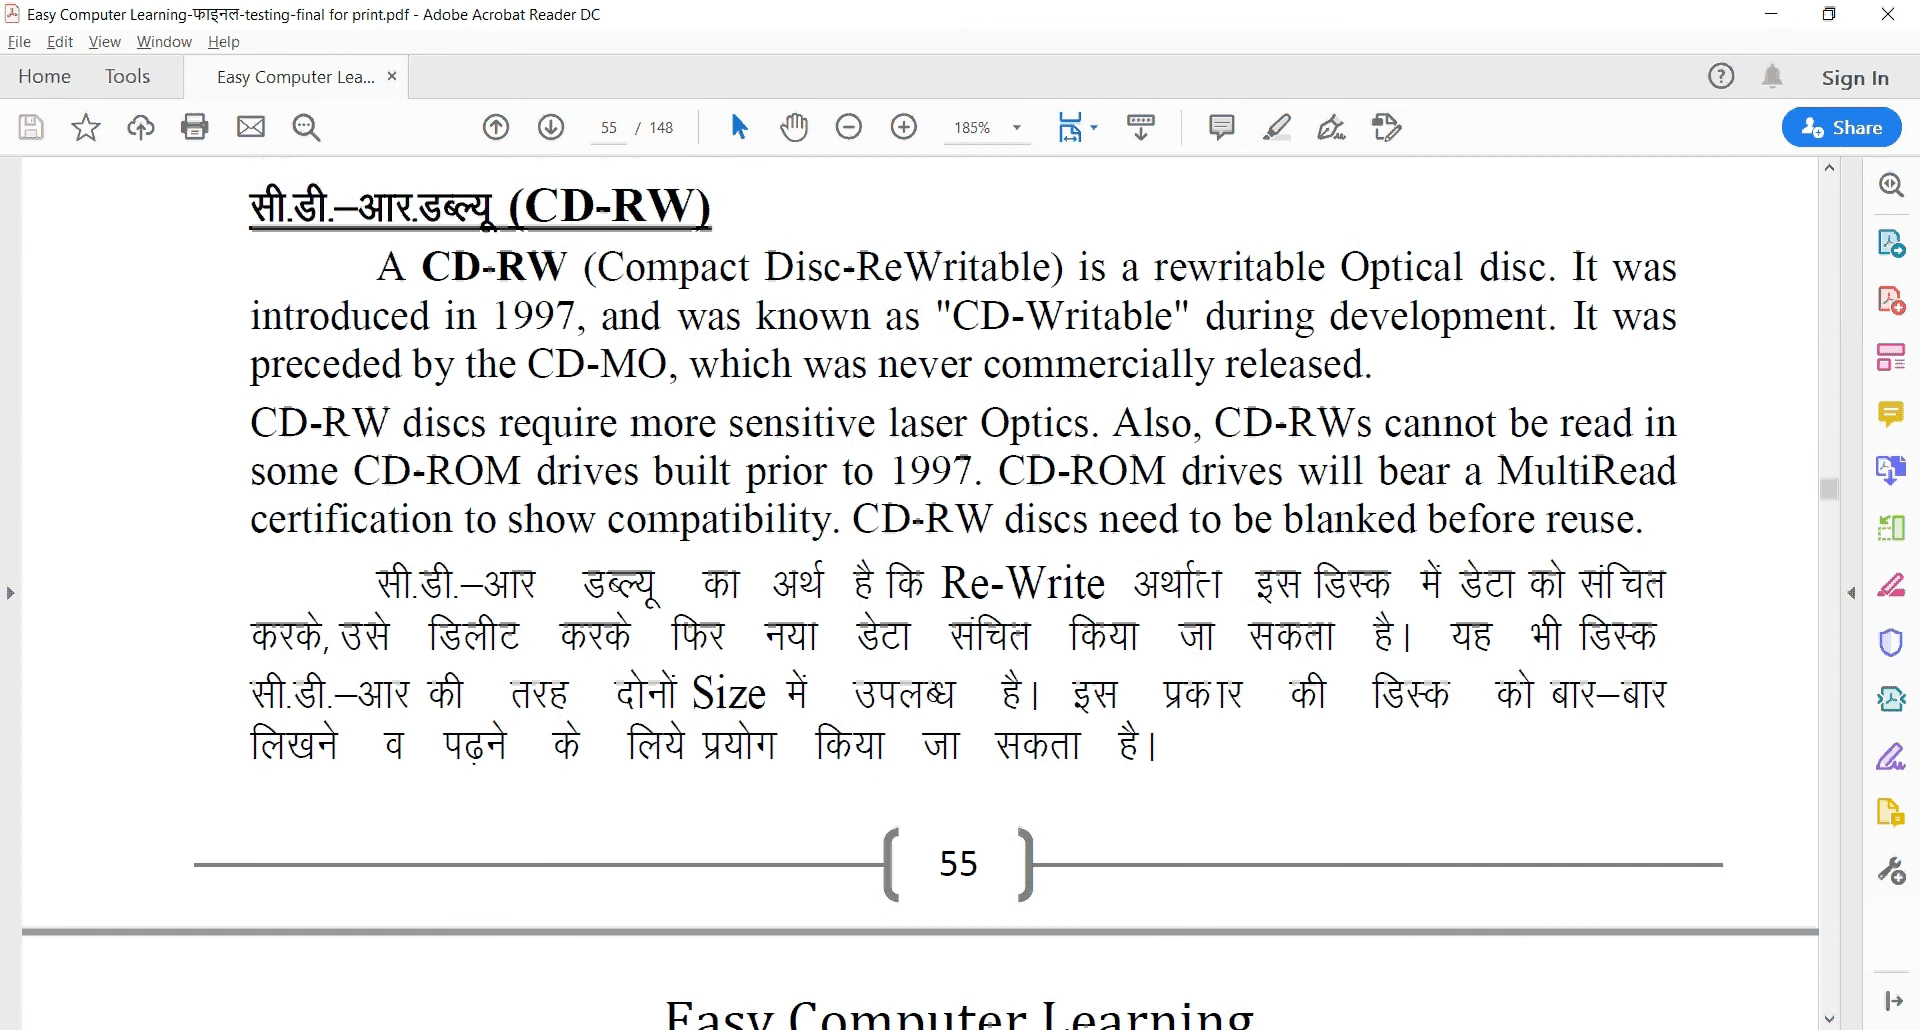 Easy Computer Learning-फाइनल-testing-final for print.pdf - Adobe Acrobat Reader DC
File Edit View Window Help
Home Tools Easy Computer Lea... × Sign In
55 / 148 185% Share
सी.डी.–आर.डब्ल्यू (CD-RW)
A CD-RW (Compact Disc-ReWritable) is a rewritable Optical disc. It was
introduced in 1997, and was known as "CD-Writable" during development. It was
preceded by the CD-MO, which was never commercially released.
CD-RW discs require more sensitive laser Optics. Also, CD-RWs cannot be read in
some CD-ROM drives built prior to 1997. CD-ROM drives will bear a MultiRead
certification to show compatibility. CD-RW discs need to be blanked before reuse.
सी.डी.–आर डब्ल्यू का अर्थ है कि Re-Write अर्थात इस डिस्क में डेटा को संचित
करके, उसे डिलीट करके फिर नया डेटा संचित किया जा सकता है। यह भी डिस्क
सी.डी.–आर की तरह दोनों Size में उपलब्ध है। इस प्रकार की डिस्क को बार–बार
लिखने व पढ़ने के लिये प्रयोग किया जा सकता है।
55
Easy Computer Learning